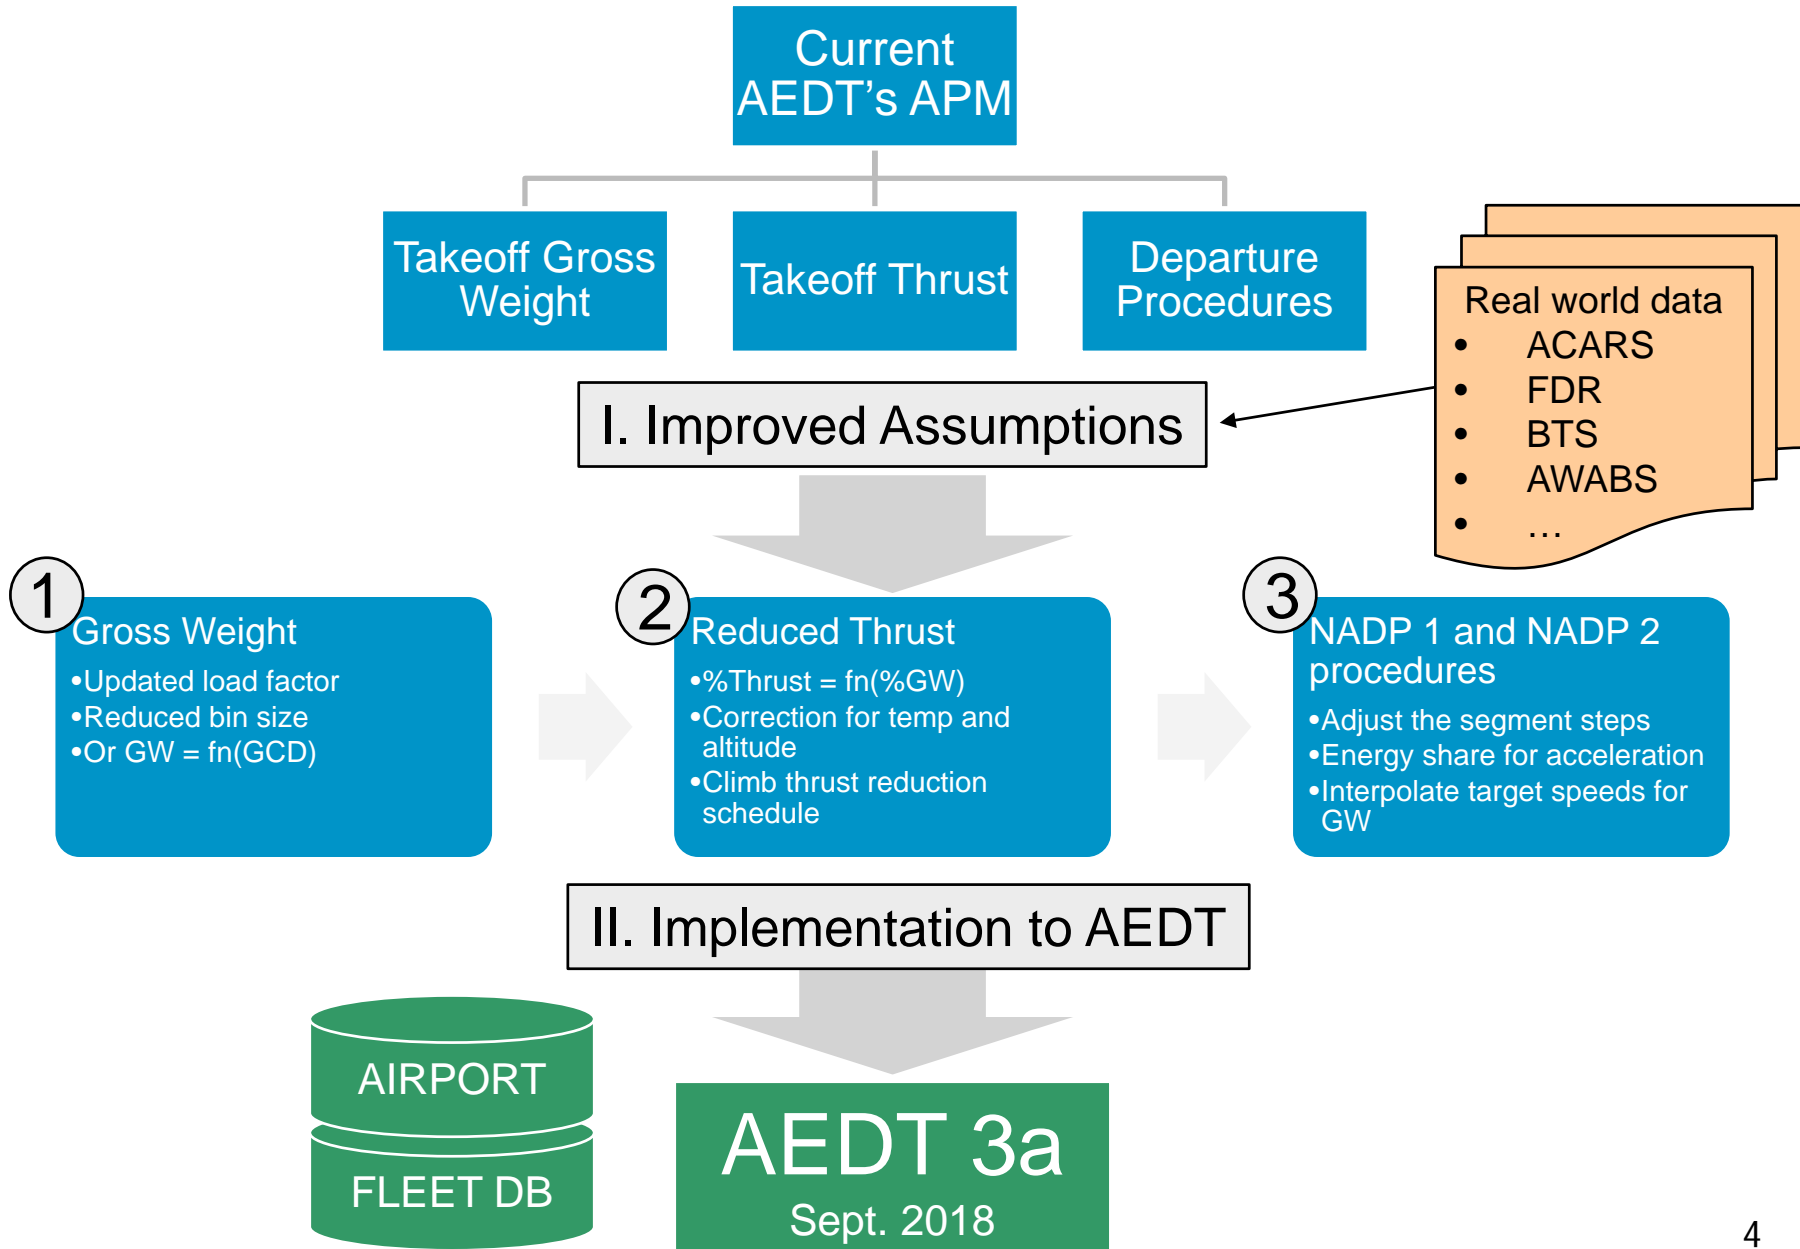 Current
AEDT’s APM
Takeoff Gross
Weight
Takeoff Thrust
Departure
Procedures
Real world data
• ACARS
• FDR
• BTS
• AWABS
• …
I. Improved Assumptions
1
Gross Weight
•Updated load factor
•Reduced bin size
•Or GW = fn(GCD)
2
Reduced Thrust
•%Thrust = fn(%GW)
•Correction for temp and
altitude
•Climb thrust reduction
schedule
3
NADP 1 and NADP 2
procedures
•Adjust the segment steps
•Energy share for acceleration
•Interpolate target speeds for
GW
II. Implementation to AEDT
AIRPORT
FLEET DB
AEDT 3a
Sept. 2018
4